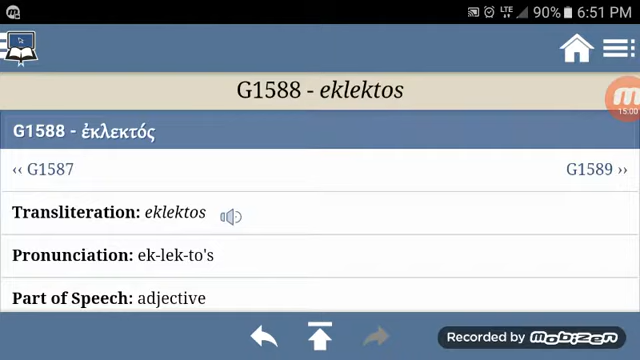 LTE 90% 6:51 PM
G1588 - eklektos
15:00
G1588 - ἐκλεκτός
‹‹ G1587 G1589 ››
Transliteration: eklektos
Pronunciation: ek-lek-to's
Part of Speech: adjective
Recorded by mobizen